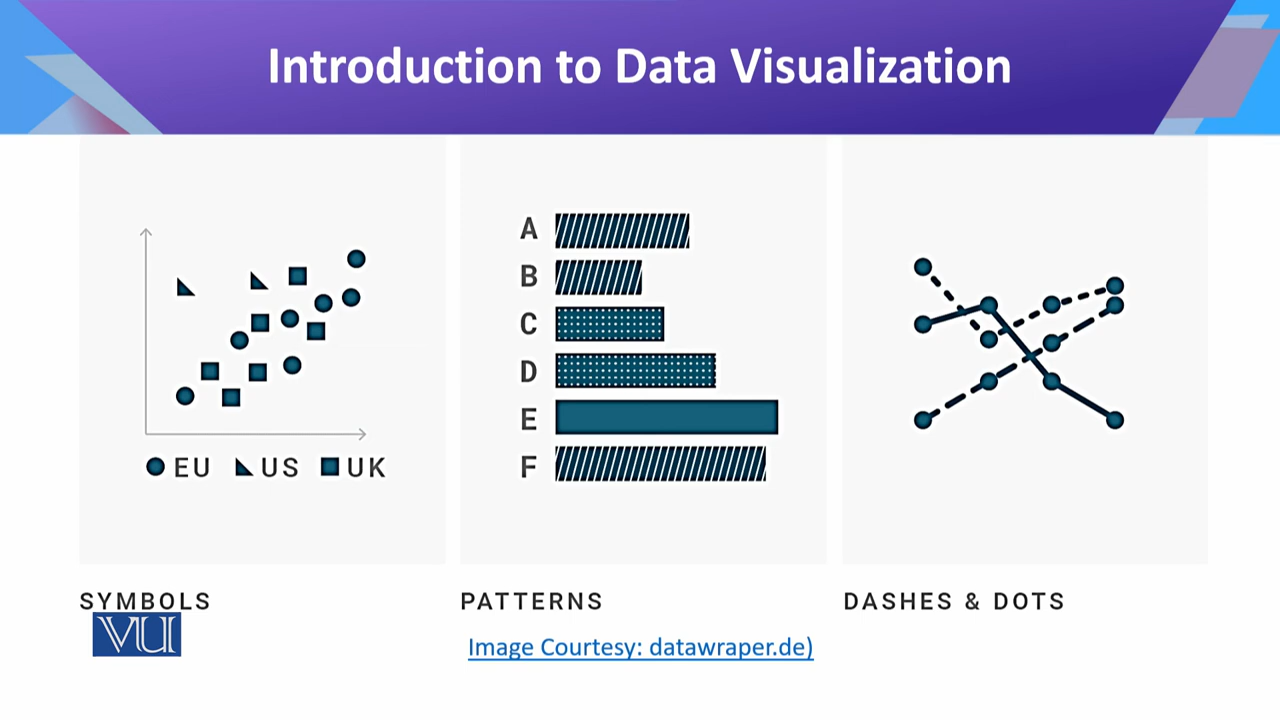 Introduction to Data Visualization
EU US UK
A
B
C
D
E
F
SYMBOLS
PATTERNS
DASHES & DOTS
VU
Image Courtesy: datawraper.de)